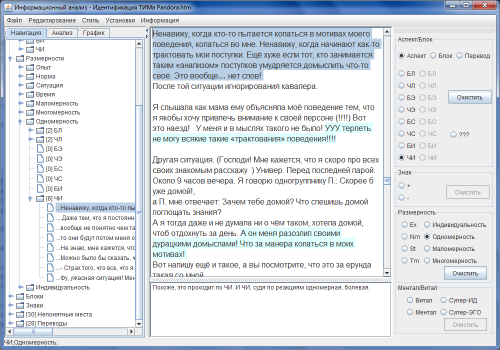 Информационный анализ - Идентификация ТИМа Pandora.htm
Файл Редактирование Стиль Установки Информация
Навигация Анализ График
БИ
ЧИ
Размерности
Опыт
Норма
Ситуация
Время
Маломерность
Многомерность
Одномерность
[2] БЛ
[2] ЧЛ
[0] БЭ
[0] ЧЭ
[0] БС
[0] ЧС
[0] БИ
[8] ЧИ
...Ненавижу, когда кто-то пы
... Даже тем, что я постоянн
...вообще не понятно чем та
...то они будут потом меня о
...Не знаю, мне кажется, что
...Можно было бы сказать, ч
...- Страх того, что все, что я
...Фу, ужасная ситуация! Мен
Индивидуальность
Блоки
Знаки
[30] Непонятные места
[28] Переводы
ЧИ;Одномерность;
Ненавижу, когда кто-то пытается копаться в мотивах моего
поведения, копаться во мне. Ненавижу, когда начинают как-то
трактовать мои поступки. Ещё хуже если тот, кто занимается
таким «анализом» поступков умудряется домыслить что-то
своё. Это вообще... нет слов!
После той ситуации игнорирования кавалера.
Я слышала как мама ему объясняла моё поведение тем, что
я якобы хочу привлечь внимание к своей персоне (!!!!) Вот
это наезд! У меня и в мыслях такого не было! УУУ терпеть
не могу всякие такие «трактования» поведения!!!!
Другая ситуация. (Господи! Мне кажется, что я скоро про всех
своих знакомым расскажу ) Универ. Перед последней парой.
Около 9 часов вечера. Я говорю одногруппнику П.: Скорее б
уже домой!,
а П. мне отвечает: Зачем тебе домой? Что спешишь домой
поглощать знания?
А я тогда даже и не думала ни о чём таком, хотела домой,
чтоб отдохнуть за день. А он меня разозлил своими
дурацкими домыслами! Что за манера копаться в моих
мотивах!
Вот напишу ещё и такое, а вы посмотрите, что это за ерунда
такая со мной
Похоже, это проходит по ЧИ. И ЧИ, судя по реакциям одномерная, болевая.
Аспект/Блок
Аспект Блок Перевод
БЛ БЛ
ЧЛ ЧЛ
БЭ БЭ
ЧЭ ЧЭ
БС БС
ЧС ЧС
БИ БИ
ЧИ ЧИ
Очистить
???
Знак
+
-
Очистить
Размерность
Ex Индивидуальность
Nm Одномерность
St Маломерность
Tm Многомерность
Очистить
Ментал/Витал
Витал Супер-ИД
Ментал Супер-ЭГО
Очистить